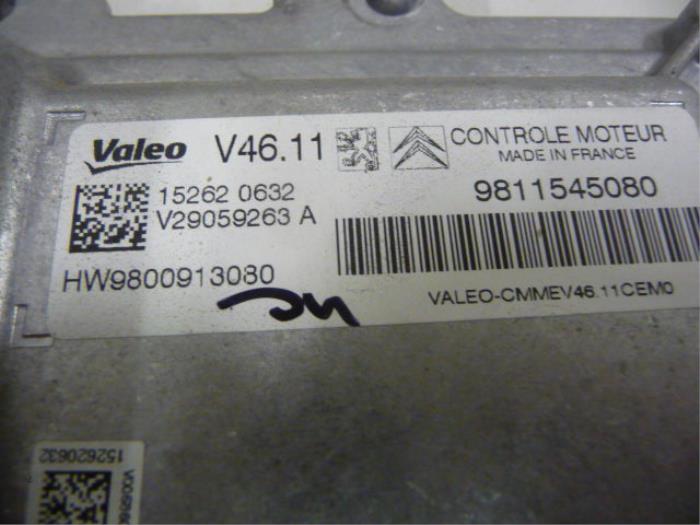 Valeo V46.11 CONTROLE MOTEUR
MADE IN FRANCE
15262 0632 9811545080
V29059263 A
HW9800913080
VALEO-CMMEV46.11CEM0
152620632